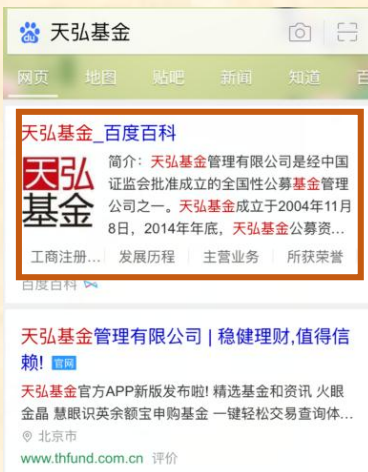 天弘基金
网页 地图 贴吧 新闻 知道
天弘基金_百度百科
天弘
基金
简介：天弘基金管理有限公司是经中国
证监会批准成立的全国性公募基金管理
公司之一。天弘基金成立于2004年11月
8日，2014年年底，天弘基金公募资...
工商注册... 发展历程 主营业务 所获荣誉
百度百科
天弘基金管理有限公司 | 稳健理财,值得信
赖! 官网
天弘基金官方APP新版发布啦! 精选基金和资讯 火眼
金晶 慧眼识英余额宝申购基金 一键轻松交易查询体...
北京市
www.thfund.com.cn 评价